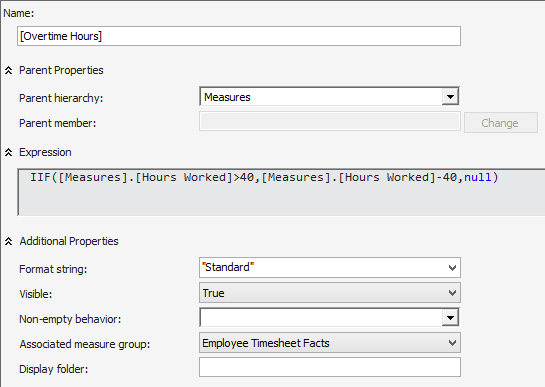 Name:
[Overtime Hours]
Parent Properties
Parent hierarchy: Measures
Parent member: Change
Expression
IIF([Measures].[Hours Worked]>40,[Measures].[Hours Worked]-40,null)
Additional Properties
Format string: "Standard"
Visible: True
Non-empty behavior:
Associated measure group: Employee Timesheet Facts
Display folder: